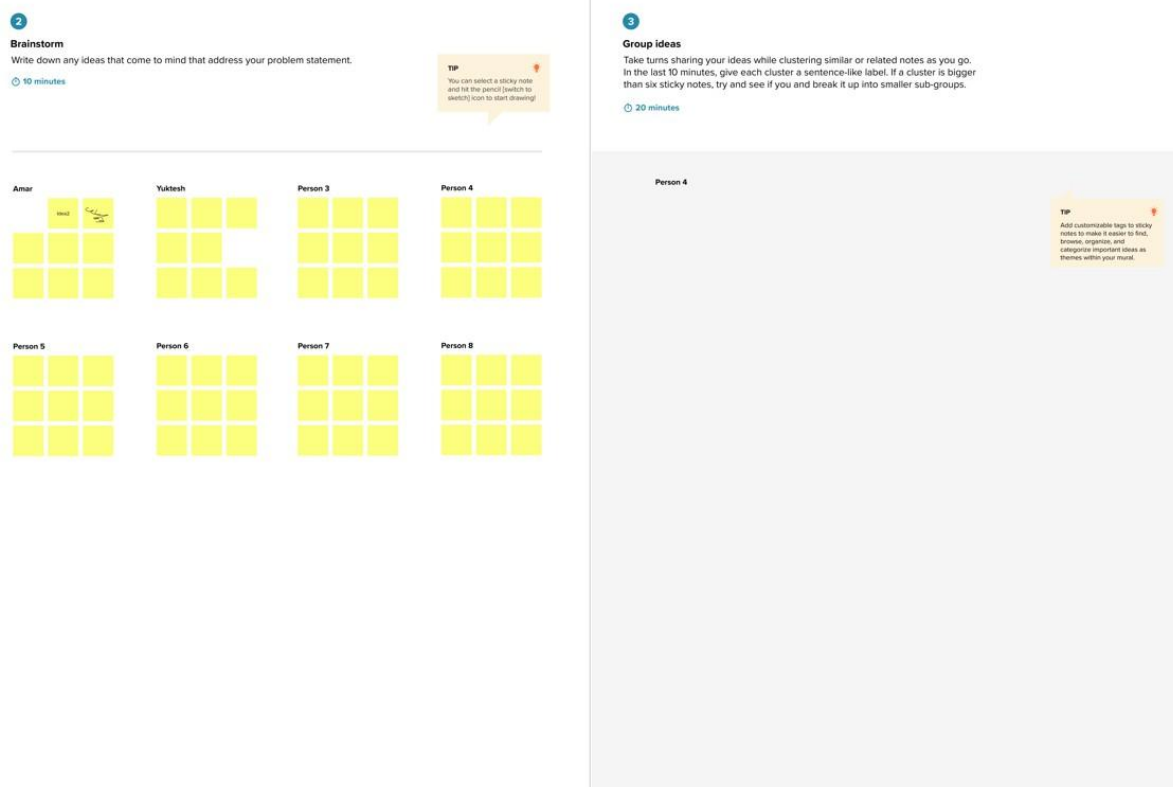 2
Brainstorm
Write down any ideas that come to mind that address your problem statement.
10 minutes
TIP
You can select a sticky note
and hit the pencil [switch to
sketch] icon to start drawing!
Amar
Yuktesh
Person 3
Person 4
Idea2
Person 5
Person 6
Person 7
Person 8
3
Group ideas
Take turns sharing your ideas while clustering similar or related notes as you go.
In the last 10 minutes, give each cluster a sentence-like label. If a cluster is bigger
than six sticky notes, try and see if you and break it up into smaller sub-groups.
20 minutes
Person 4
TIP
Add customizable tags to sticky
notes to make it easier to find,
browse, organize, and
categorize important ideas as
themes within your mural.